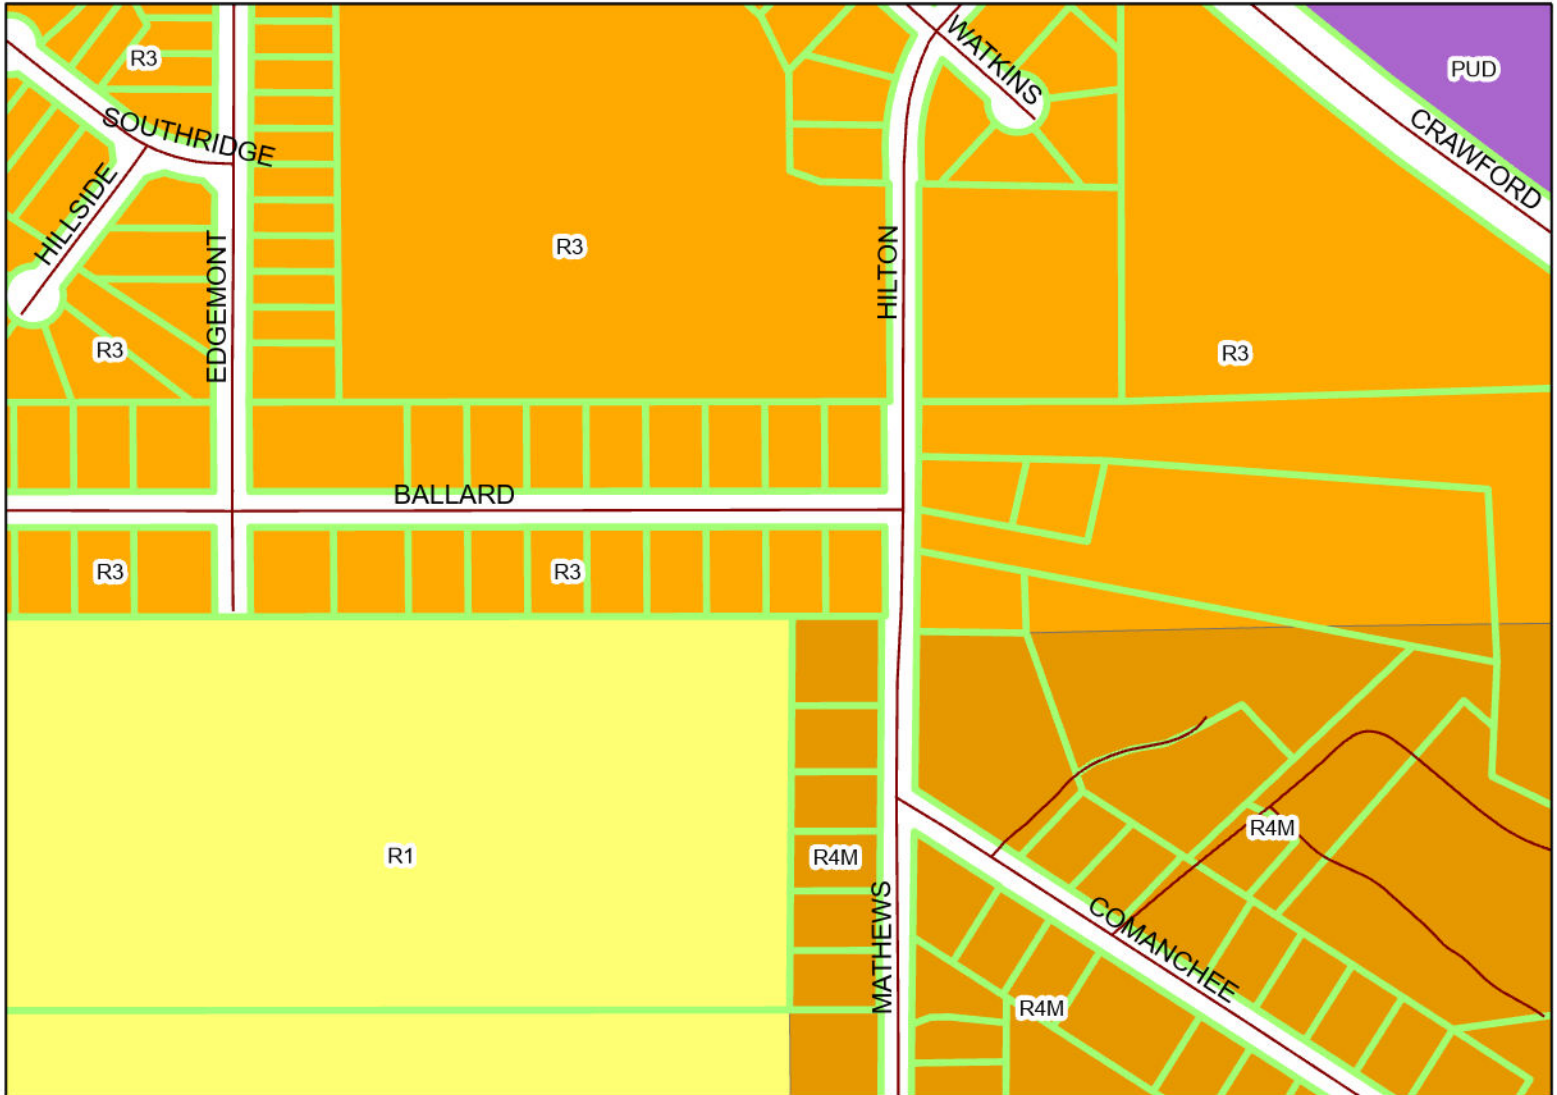 R3
PUD
WATKINS
SOUTHRIDGE
CRAWFORD
HILLSIDE
R3
HILTON
EDGEMONT
R3
R3
BALLARD
R3
R3
R4M
R1
R4M
MATHEWS
COMANCHEE
R4M